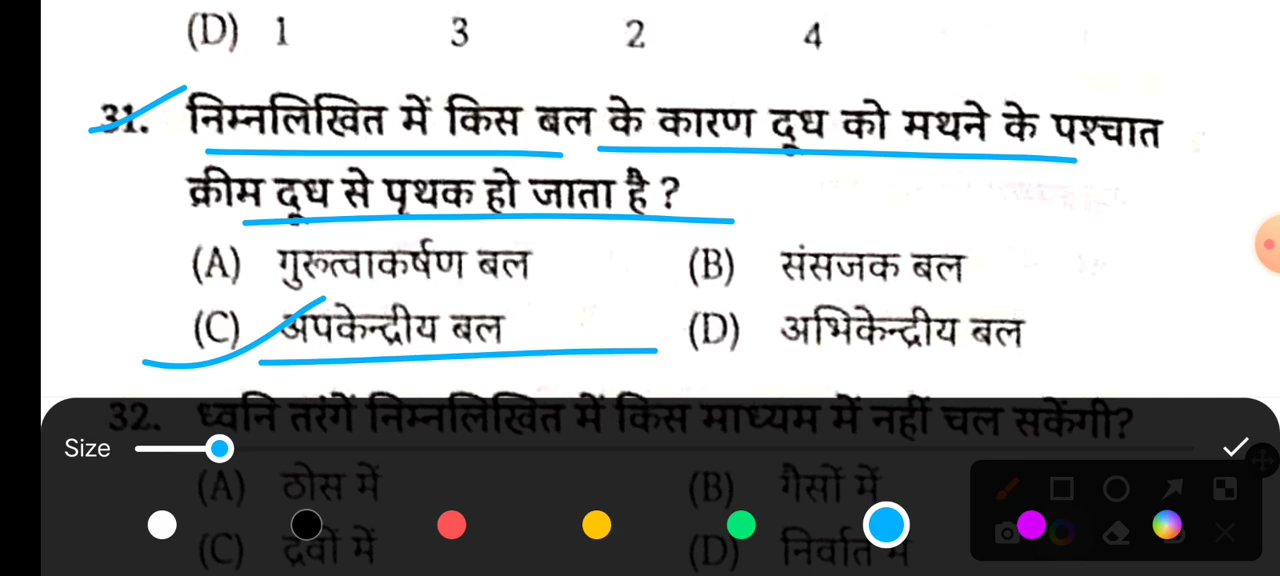 (D) 1 3 2 4
31. निम्नलिखित में किस बल के कारण दूध को मथने के पश्चात
क्रीम दूध से पृथक हो जाता है ?
(A) गुरुत्वाकर्षण बल (B) संसजक बल
(C) अपकेन्द्रीय बल (D) अभिकेन्द्रीय बल
32. ध्वनि तरंगें निम्नलिखित में किस माध्यम में नहीं चल सकेंगी?
Size
(A) ठोस में (B) गैसों में
(C) द्रवों में (D) निर्वात में